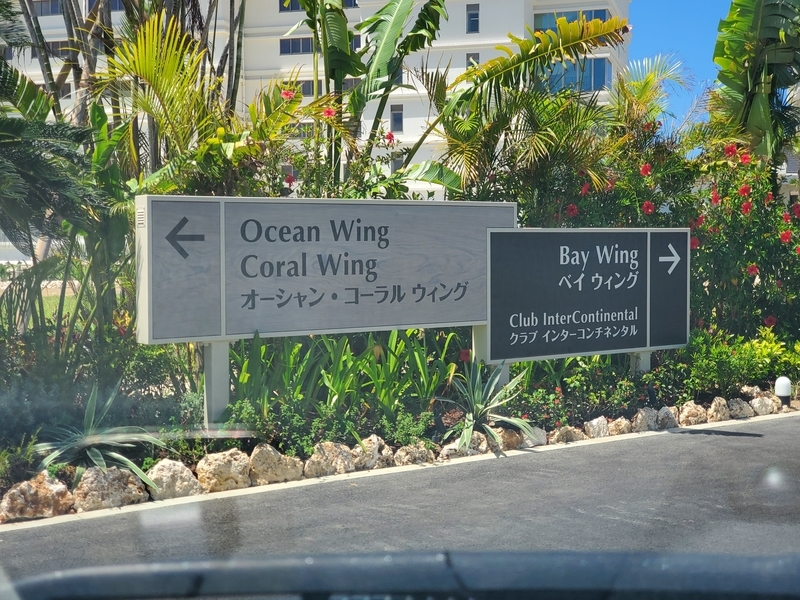 Ocean Wing
Coral Wing
オーシャン・コーラル ウィング
Bay Wing
ベイ ウィング
Club InterContinental
クラブ インターコンチネンタル